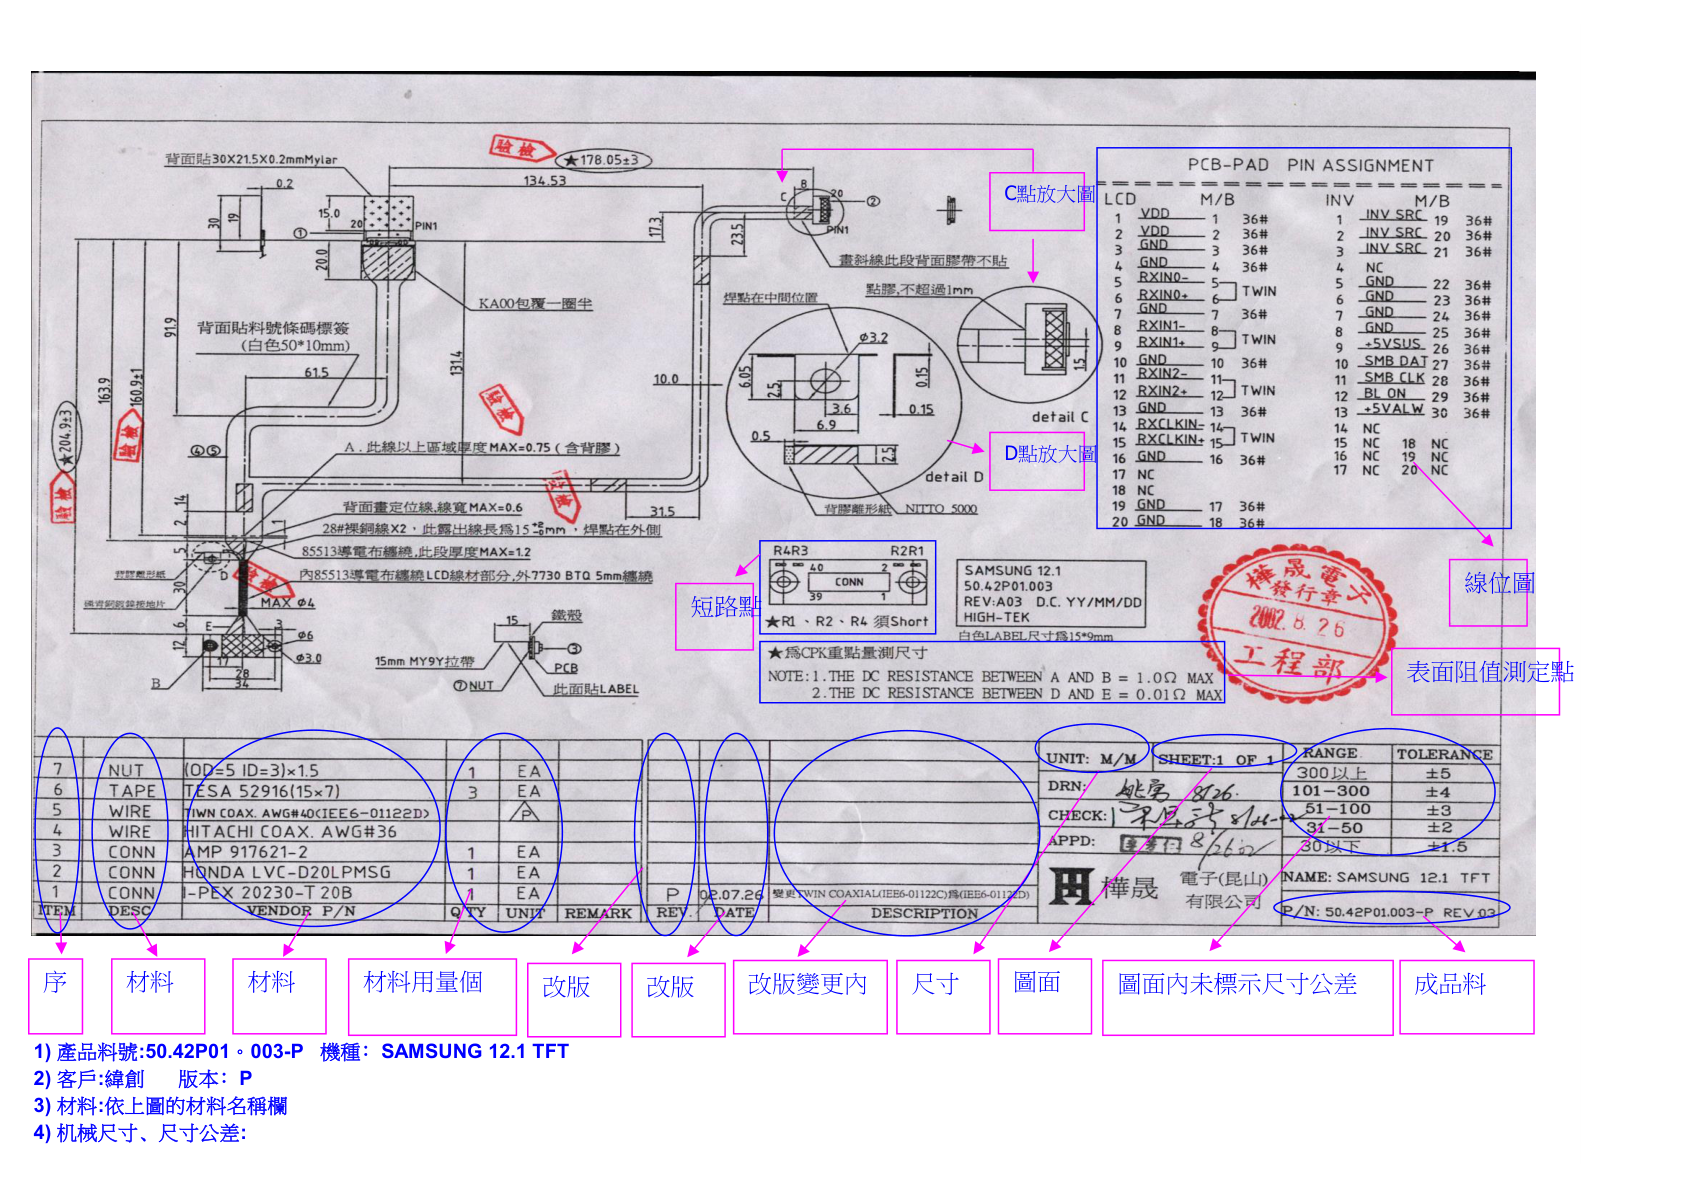 背面貼30X21.5X0.2mmMylar
驗檢
★178.05±3
134.53
0.2
30
19
15.0
20
PIN1
①
20.0
17.3
23.5
C
8
20
②
PIN1
畫斜線此段背面膠帶不貼
KA00包覆一圈半
背面貼料號條碼標簽
(白色50*10mm)
91.9
61.5
131.4
163.9
160.9±1
★204.9±3
驗檢
驗檢
驗檢
驗檢
④⑤
A．此線以上區域厚度MAX=0.75（含背膠）
背面畫定位線,線寬MAX=0.6
28#裸銅線X2，此露出線長為15 mm，焊點在外側
85513導電布纏繞,此段厚度MAX=1.2
內85513導電布纏繞LCD線材部分,外7730 BTQ 5mm纏繞
驗檢
14
2
1
5
30
6
12
背膠離形紙
D
MAX Φ4
E
3
Φ6
Φ3.0
17
28
34
B
10.0
31.5
焊點在中間位置
點膠,不超過1mm
Φ3.2
6.05
2.5
3.6
6.9
0.15
0.15
0.5
2.5
detail D
背膠離形紙
NITTO 5000
1.5
detail C
15
鐵殼
③
PCB
15mm MY9Y拉帶
⑦NUT
此面貼LABEL
C點放大圖
D點放大圖
PCB-PAD PIN ASSIGNMENT
LCD M/B INV M/B
1 VDD 1 36# 1 INV SRC 19 36#
2 VDD 2 36# 2 INV SRC 20 36#
3 GND 3 36# 3 INV SRC 21 36#
4 GND 4 36# 4 NC
5 RXIN0- 5 TWIN 5 GND 22 36#
6 RXIN0+ 6 6 GND 23 36#
7 GND 7 36# 7 GND 24 36#
8 RXIN1- 8 TWIN 8 GND 25 36#
9 RXIN1+ 9 9 +5VSUS 26 36#
10 GND 10 36# 10 SMB DAT 27 36#
11 RXIN2- 11 TWIN 11 SMB CLK 28 36#
12 RXIN2+ 12 12 BL ON 29 36#
13 GND 13 36# 13 +5VALW 30 36#
14 RXCLKIN- 14 TWIN 14 NC
15 RXCLKIN+ 15 15 NC 18 NC
16 GND 16 36# 16 NC 19 NC
17 NC 17 NC 20 NC
18 NC
19 GND 17 36#
20 GND 18 36#
線位圖
R4R3 R2R1
40 2
CONN
39 1
★R1、R2、R4 須Short
短路點
SAMSUNG 12.1
50.42P01.003
REV:A03 D.C. YY/MM/DD
HIGH-TEK
白色LABEL尺寸為15*9mm
★為CPK重點量測尺寸
NOTE:1.THE DC RESISTANCE BETWEEN A AND B = 1.0Ω MAX
2.THE DC RESISTANCE BETWEEN D AND E = 0.01Ω MAX
樺晟電子
發行章
2002.8.26
工程部
表面阻值測定點
7 NUT (OD=5 ID=3)×1.5 1 EA
6 TAPE TESA 52916(15×7) 3 EA
5 WIRE TIWN COAX. AWG#40(IEE6-01122D) P
4 WIRE HITACHI COAX. AWG#36
3 CONN AMP 917621-2 1 EA
2 CONN HONDA LVC-D20LPMSG 1 EA
1 CONN I-PEX 20230-T 20B 1 EA
ITEM DESC VENDOR P/N Q'TY UNIT REMARK
P 02.07.26 變更TWIN COAXIAL(IEE6-01122C)為(IEE6-01122D)
REV. DATE DESCRIPTION
UNIT: M/M SHEET:1 OF 1
DRN: 8/26.
CHECK: 8/26-02
APPD: 8/26 02
樺晟 電子(昆山)
有限公司
RANGE. TOLERANCE
300以上 ±5
101-300 ±4
51-100 ±3
31-50 ±2
30以下 ±1.5
NAME: SAMSUNG 12.1 TFT
P/N: 50.42P01.003-P REV:03
序
材料
材料
材料用量個
改版
改版
改版變更內
尺寸
圖面
圖面內未標示尺寸公差
成品料
1) 產品料號:50.42P01。003-P 機種：SAMSUNG 12.1 TFT
2) 客戶:緯創 版本：P
3) 材料:依上圖的材料名稱欄
4) 机械尺寸、尺寸公差: